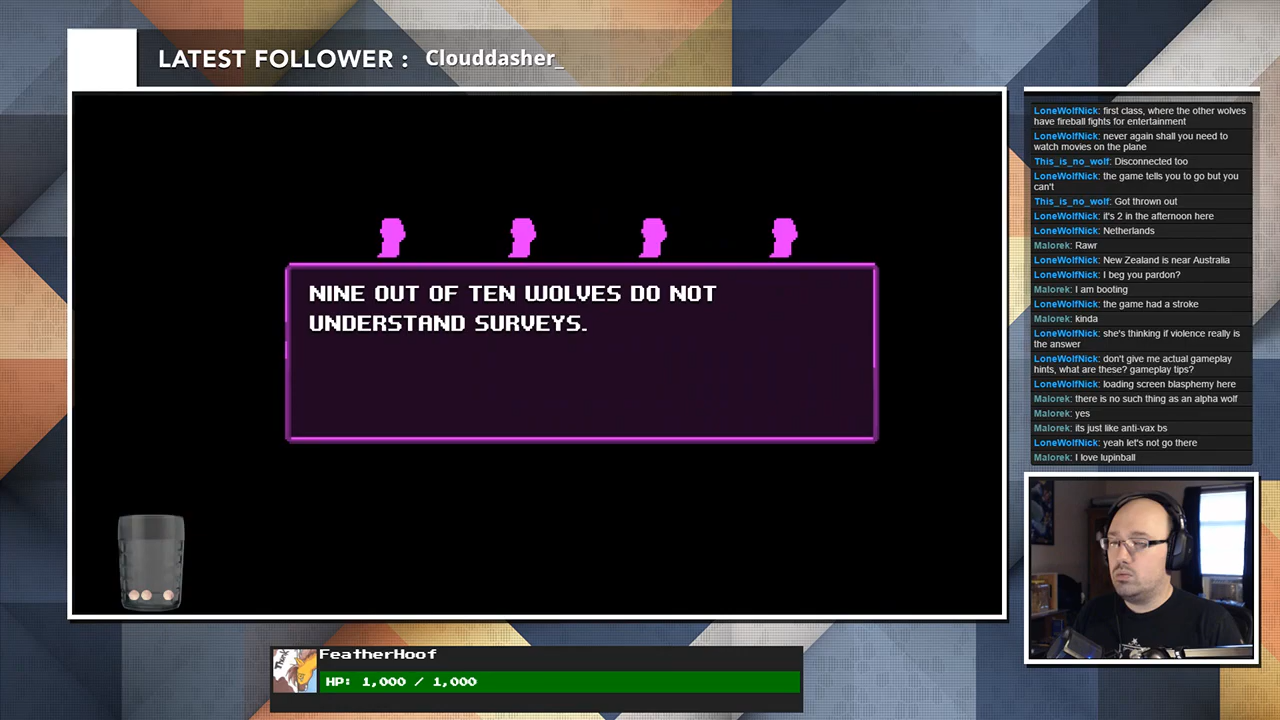 LATEST FOLLOWER : Clouddasher_
NINE OUT OF TEN WOLVES DO NOT
UNDERSTAND SURVEYS.
LoneWolfNick: first class, where the other wolves
have fireball fights for entertainment
LoneWolfNick: never again shall you need to
watch movies on the plane
This_is_no_wolf: Disconnected too
LoneWolfNick: the game tells you to go but you
can't
This_is_no_wolf: Got thrown out
LoneWolfNick: it's 2 in the afternoon here
LoneWolfNick: Netherlands
Malorek: Rawr
LoneWolfNick: New Zealand is near Australia
LoneWolfNick: I beg you pardon?
Malorek: I am booting
LoneWolfNick: the game had a stroke
Malorek: kinda
LoneWolfNick: she's thinking if violence really is
the answer
LoneWolfNick: don't give me actual gameplay
hints, what are these? gameplay tips?
LoneWolfNick: loading screen blasphemy here
Malorek: there is no such thing as an alpha wolf
Malorek: yes
Malorek: its just like anti-vax bs
LoneWolfNick: yeah let's not go there
Malorek: I love lupinball
FeatherHoof
HP: 1,000 / 1,000